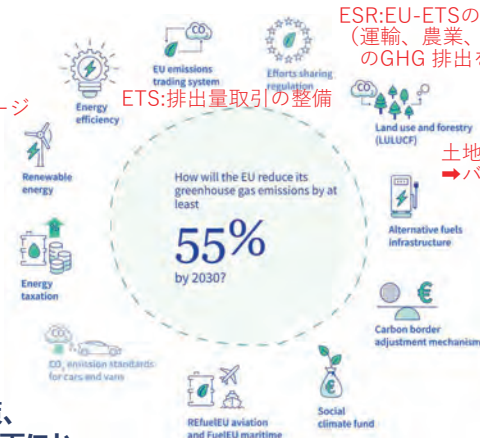 ESR:EU-ETSの
（運輸、農業、
のGHG 排出を
CO₂
EU emissions
trading system
Efforts sharing
regulation
ージ
ETS:排出量取引の整備
Energy
efficiency
CO₂
Land use and forestry
(LULUCF)
土地
➡バ
Renewable
energy
How will the EU reduce its
greenhouse gas emissions by at
least
55%
by 2030?
Alternative fuels
infrastructure
Energy
taxation
€
Carbon border
adjustment mechanism
CO₂
CO₂ emission standards
for cars and vans
€
Social
climate fund
REfuelEU aviation
and FuelEU maritime